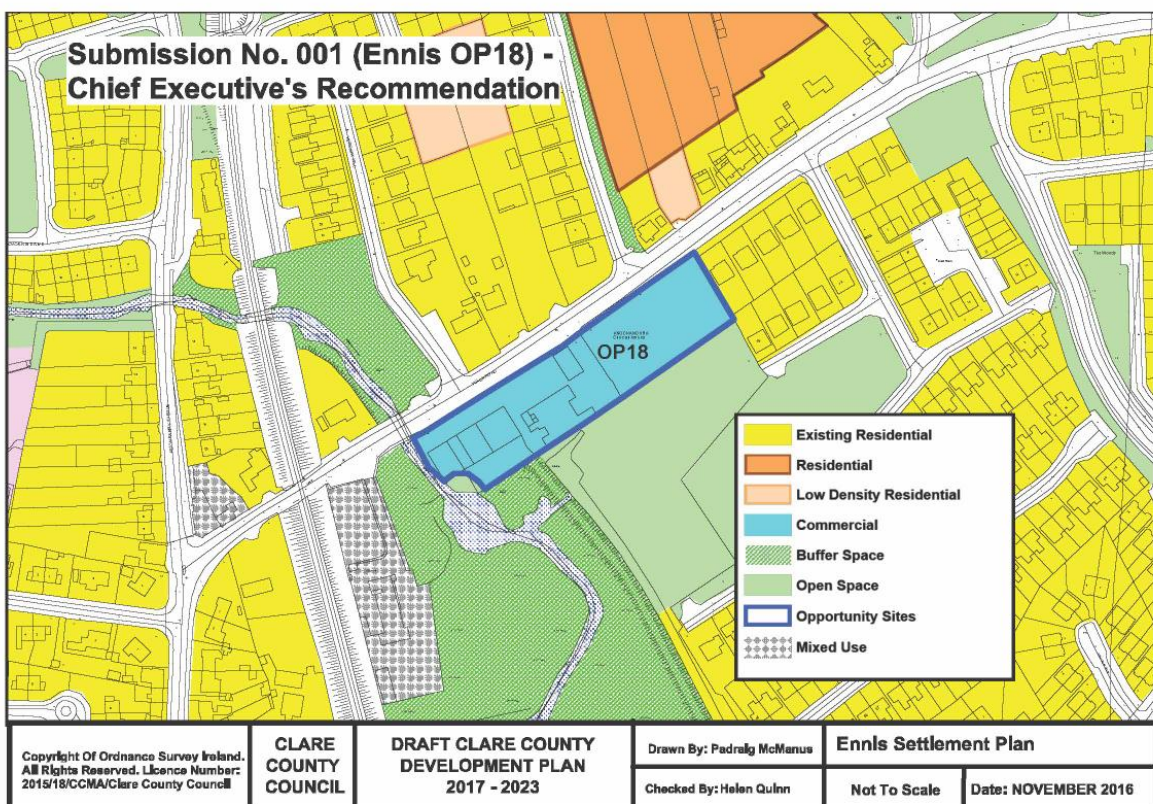 Submission No. 001 (Ennis OP18) -
Chief Executive's Recommendation
OP18
Existing Residential
Residential
Low Density Residential
Commercial
Buffer Space
Open Space
Opportunity Sites
Mixed Use
Copyright Of Ordnance Survey Ireland.
All Rights Reserved. Licence Number:
2015/18/CCMA/Clare County Council
CLARE
COUNTY
COUNCIL
DRAFT CLARE COUNTY
DEVELOPMENT PLAN
2017 - 2023
Drawn By: Padraig McManus
Checked By: Helen Quinn
Ennis Settlement Plan
Not To Scale
Date: NOVEMBER 2016